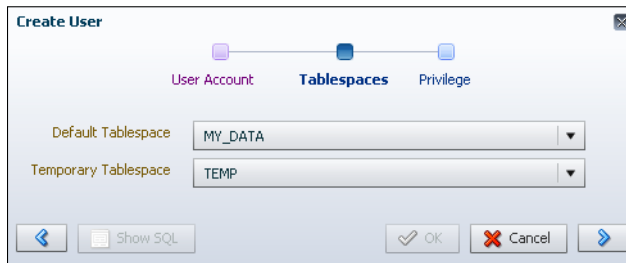 Create User
User Account Tablespaces Privilege
Default Tablespace MY_DATA
Temporary Tablespace TEMP
Show SQL OK Cancel